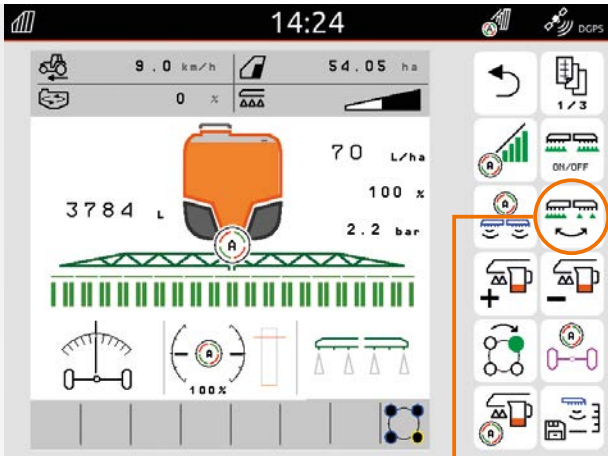 14:24
DGPS
9.0 km/h
54.05 ha
0 %
1/3
70 L/ha
ON/OFF
A
100 %
A
3784 L
2.2 bar
A
+
-
A
A
100%
A